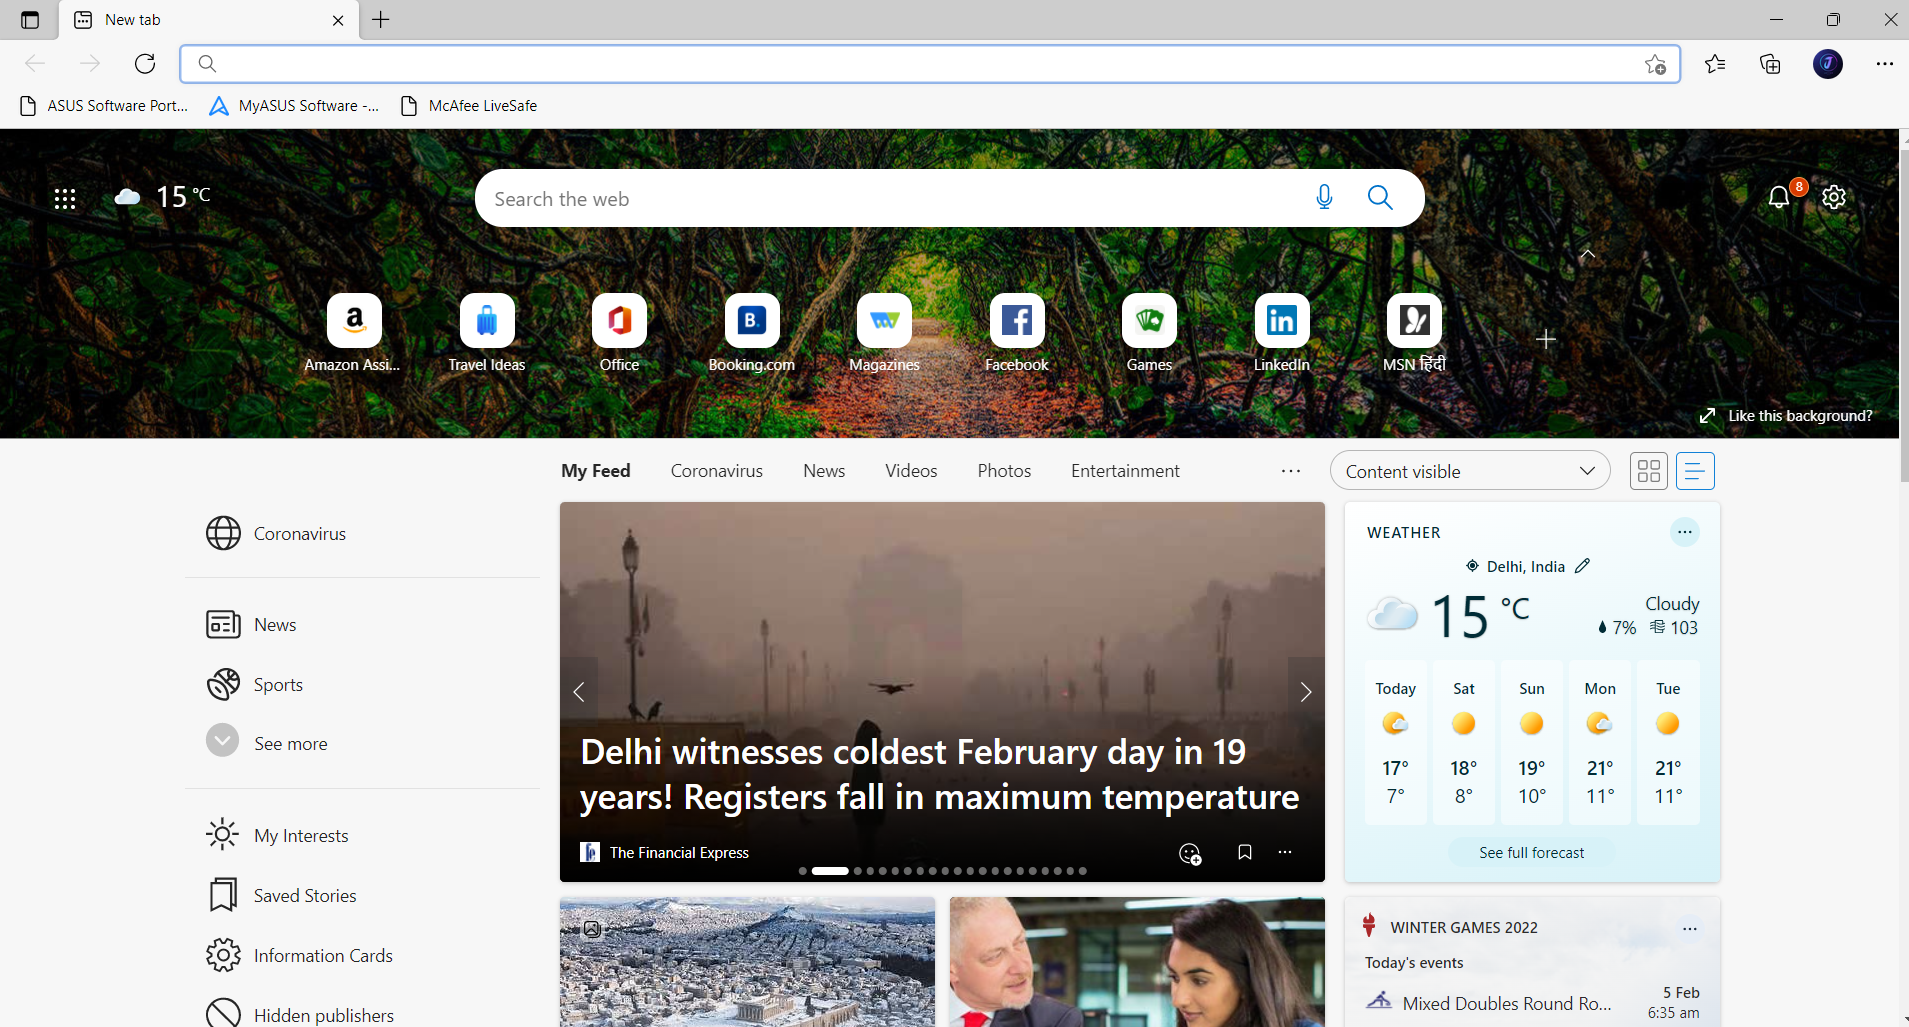 New tab
ASUS Software Port...
MyASUS Software -...
McAfee LiveSafe
15 °C
Search the web
8
Amazon Assi...
Travel Ideas
Office
B.
Booking.com
Magazines
Facebook
Games
LinkedIn
MSN हिंदी
Like this background?
My Feed
Coronavirus
News
Videos
Photos
Entertainment
Content visible
Coronavirus
News
Sports
See more
My Interests
Saved Stories
Information Cards
Hidden publishers
Delhi witnesses coldest February day in 19
years! Registers fall in maximum temperature
The Financial Express
WEATHER
Delhi, India
15 °C
Cloudy
7% 103
Today Sat Sun Mon Tue
17° 18° 19° 21° 21°
7° 8° 10° 11° 11°
See full forecast
WINTER GAMES 2022
Today's events
5 Feb
Mixed Doubles Round Ro...
6:35 am